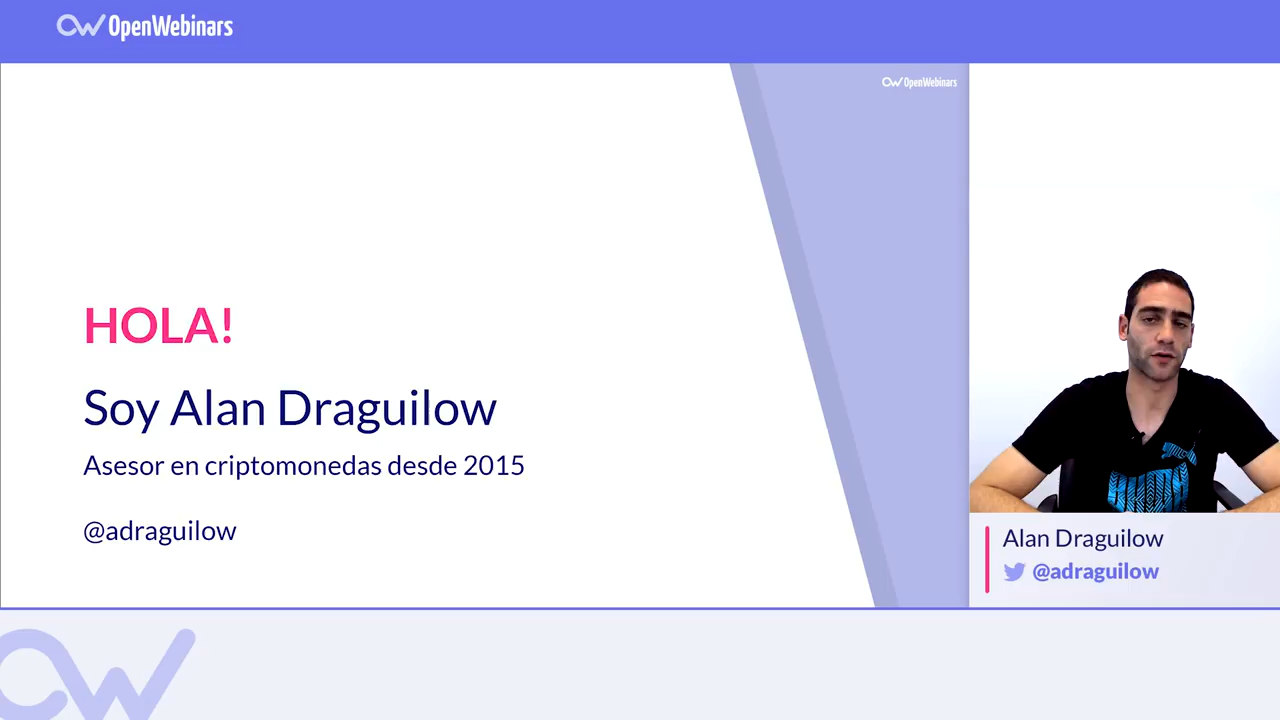 OpenWebinars
OpenWebinars
HOLA!
Soy Alan Draguilow
Asesor en criptomonedas desde 2015
@adraguilow
Alan Draguilow
@adraguilow